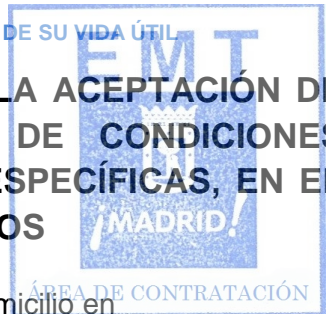 DE SU VIDA ÚTIL
EMT
LA ACEPTACIÓN DE
DE CONDICIONES
ESPECÍFICAS, EN EL
OS
¡MADRID!
ÁREA DE CONTRATACIÓN
micilio en